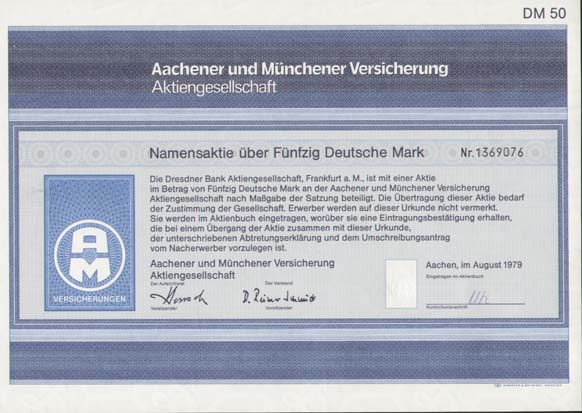 DM 50
Aachener und Münchener Versicherung
Aktiengesellschaft
Namensaktie über Fünfzig Deutsche Mark Nr. 1369076
Die Dresdner Bank Aktiengesellschaft, Frankfurt a. M., ist mit einer Aktie
im Betrag von Fünfzig Deutsche Mark an der Aachener und Münchener Versicherung
Aktiengesellschaft nach Maßgabe der Satzung beteiligt. Die Übertragung dieser Aktie bedarf
der Zustimmung der Gesellschaft. Erwerber werden auf dieser Urkunde nicht vermerkt.
Sie werden im Aktienbuch eingetragen, worüber sie eine Eintragungsbestätigung erhalten,
die bei einem Übergang der Aktie zusammen mit dieser Urkunde,
der unterschriebenen Abtretungserklärung und dem Umschreibungsantrag
vom Nacherwerber vorzulegen ist.
AM
VERSICHERUNGEN
Aachener und Münchener Versicherung
Aktiengesellschaft
Der Aufsichtsrat Der Vorstand
Vorsitzender Vorsitzender
Aachen, im August 1979
Eingetragen im Aktienbuch
Kontrollunterschrift